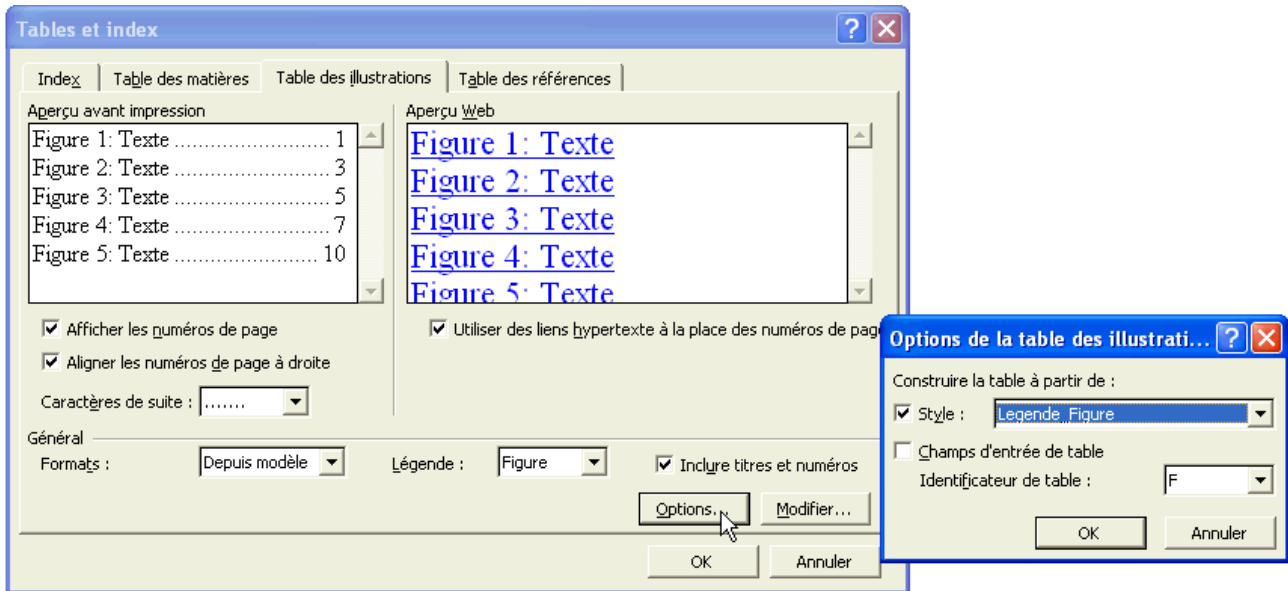 Tables et index
Index
Table des matières
Table des illustrations
Table des références
Aperçu avant impression
Figure 1: Texte ........................... 1
Figure 2: Texte ........................... 3
Figure 3: Texte ........................... 5
Figure 4: Texte ........................... 7
Figure 5: Texte ......................... 10
Aperçu Web
Figure 1: Texte
Figure 2: Texte
Figure 3: Texte
Figure 4: Texte
Figure 5: Texte
Afficher les numéros de page
Aligner les numéros de page à droite
Caractères de suite : .......
Utiliser des liens hypertexte à la place des numéros de page
Général
Formats : Depuis modèle
Légende : Figure
Inclure titres et numéros
Options...
Modifier...
OK
Annuler
Options de la table des illustrati...
Construire la table à partir de :
Style : Legende_Figure
Champs d'entrée de table
Identificateur de table : F
OK
Annuler